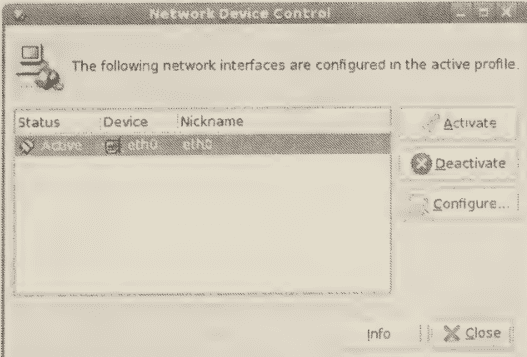 Network Device Control
The following network interfaces are configured in the active profile.
Status Device Nickname
Active eth0 eth0
Activate
Deactivate
Configure...
Info Close